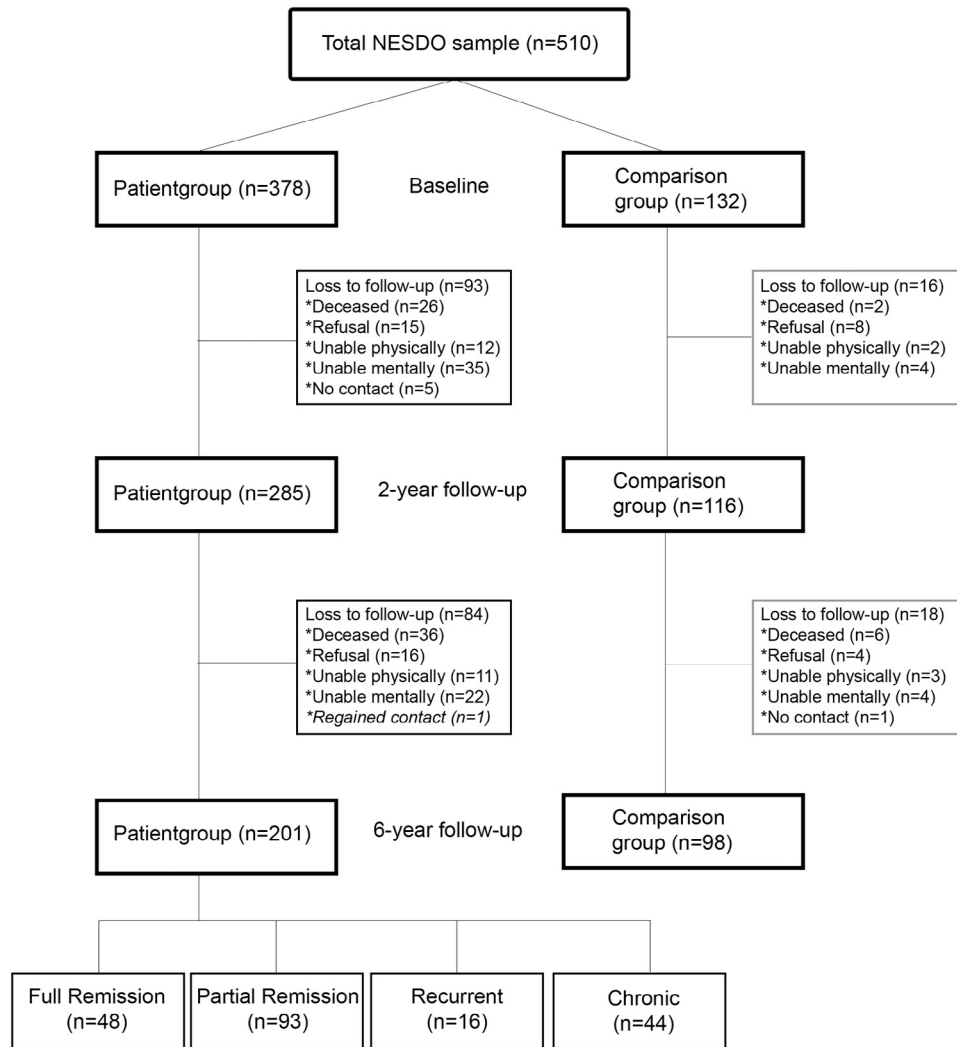 Total NESDO sample (n=510)
Patientgroup (n=378)
Baseline
Comparison
group (n=132)
Loss to follow-up (n=93)
*Deceased (n=26)
*Refusal (n=15)
*Unable physically (n=12)
*Unable mentally (n=35)
*No contact (n=5)
Loss to follow-up (n=16)
*Deceased (n=2)
*Refusal (n=8)
*Unable physically (n=2)
*Unable mentally (n=4)
Patientgroup (n=285)
2-year follow-up
Comparison
group (n=116)
Loss to follow-up (n=84)
*Deceased (n=36)
*Refusal (n=16)
*Unable physically (n=11)
*Unable mentally (n=22)
*Regained contact (n=1)
Loss to follow-up (n=18)
*Deceased (n=6)
*Refusal (n=4)
*Unable physically (n=3)
*Unable mentally (n=4)
*No contact (n=1)
Patientgroup (n=201)
6-year follow-up
Comparison
group (n=98)
Full Remission
(n=48)
Partial Remission
(n=93)
Recurrent
(n=16)
Chronic
(n=44)